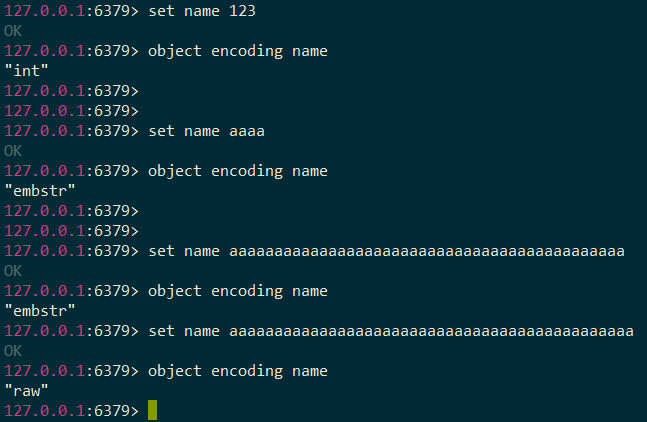 127.0.0.1:6379> set name 123
OK
127.0.0.1:6379> object encoding name
"int"
127.0.0.1:6379>
127.0.0.1:6379>
127.0.0.1:6379> set name aaaa
OK
127.0.0.1:6379> object encoding name
"embstr"
127.0.0.1:6379>
127.0.0.1:6379>
127.0.0.1:6379> set name aaaaaaaaaaaaaaaaaaaaaaaaaaaaaaaaaaaaaaaaaaaa
OK
127.0.0.1:6379> object encoding name
"embstr"
127.0.0.1:6379> set name aaaaaaaaaaaaaaaaaaaaaaaaaaaaaaaaaaaaaaaaaaaaa
OK
127.0.0.1:6379> object encoding name
"raw"
127.0.0.1:6379>